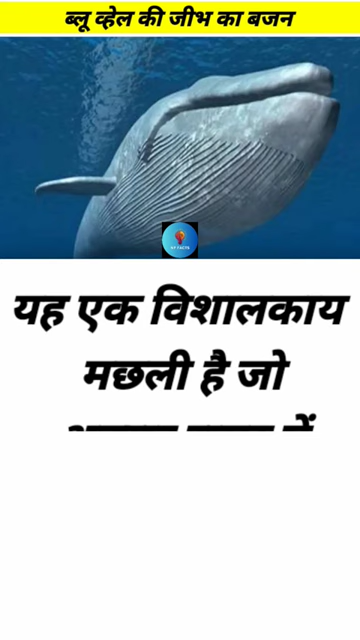 ब्लू व्हेल की जीभ का बजन
यह एक विशालकाय
मछली है जो
में